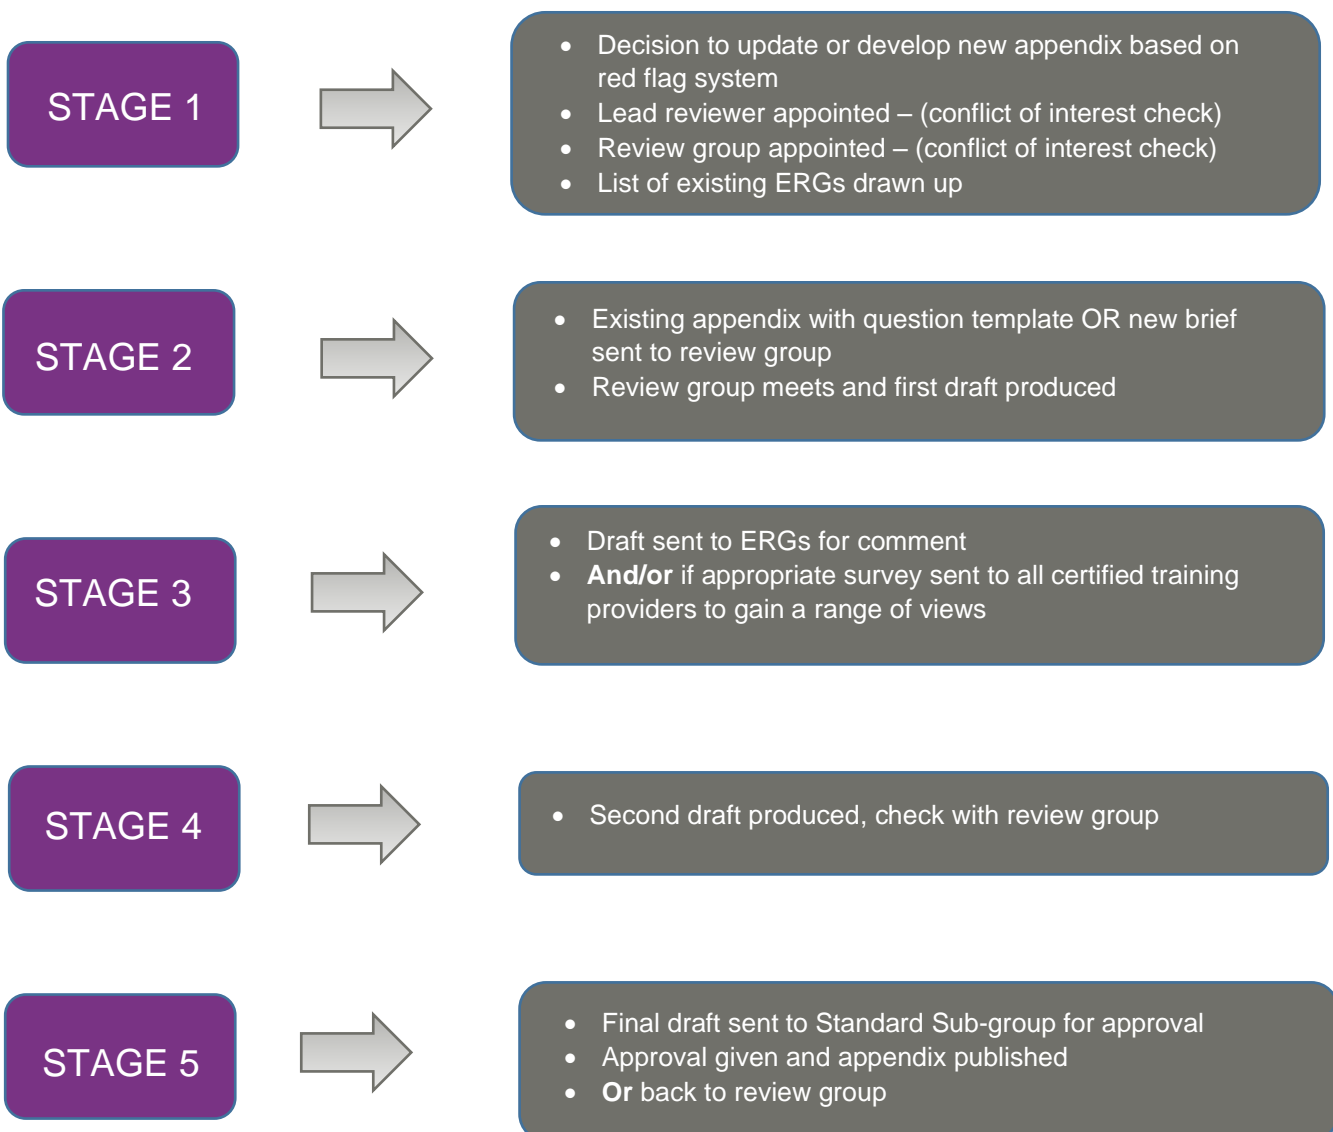 STAGE 1
• Decision to update or develop new appendix based on
red flag system
• Lead reviewer appointed – (conflict of interest check)
• Review group appointed – (conflict of interest check)
• List of existing ERGs drawn up
STAGE 2
• Existing appendix with question template OR new brief
sent to review group
• Review group meets and first draft produced
STAGE 3
• Draft sent to ERGs for comment
• And/or if appropriate survey sent to all certified training
providers to gain a range of views
STAGE 4
• Second draft produced, check with review group
STAGE 5
• Final draft sent to Standard Sub-group for approval
• Approval given and appendix published
• Or back to review group